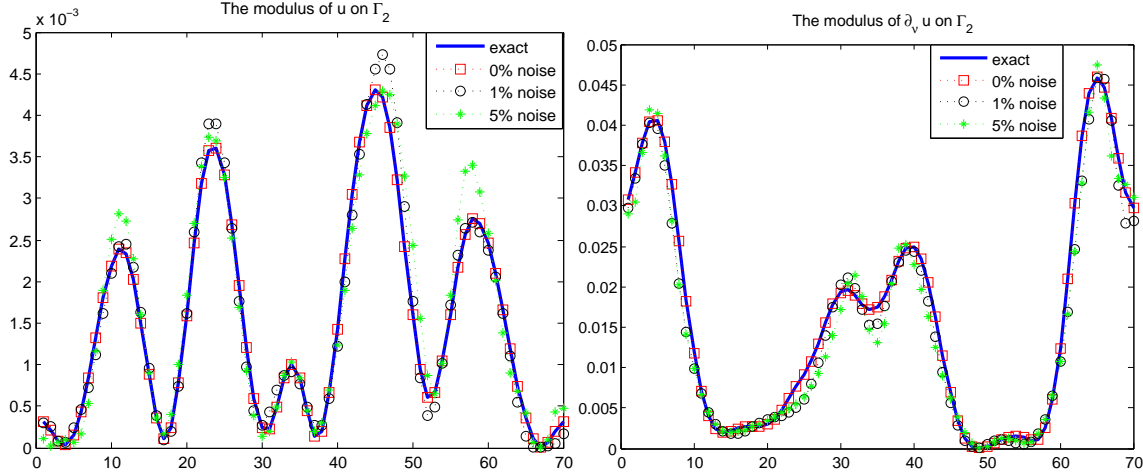 The modulus of u on Γ₂
x 10⁻³
5
4.5
4
3.5
3
2.5
2
1.5
1
0.5
0
0 10 20 30 40 50 60 70
exact
0% noise
1% noise
5% noise
The modulus of ∂ᵥ u on Γ₂
0.05
0.045
0.04
0.035
0.03
0.025
0.02
0.015
0.01
0.005
0
0 10 20 30 40 50 60 70
exact
0% noise
1% noise
5% noise